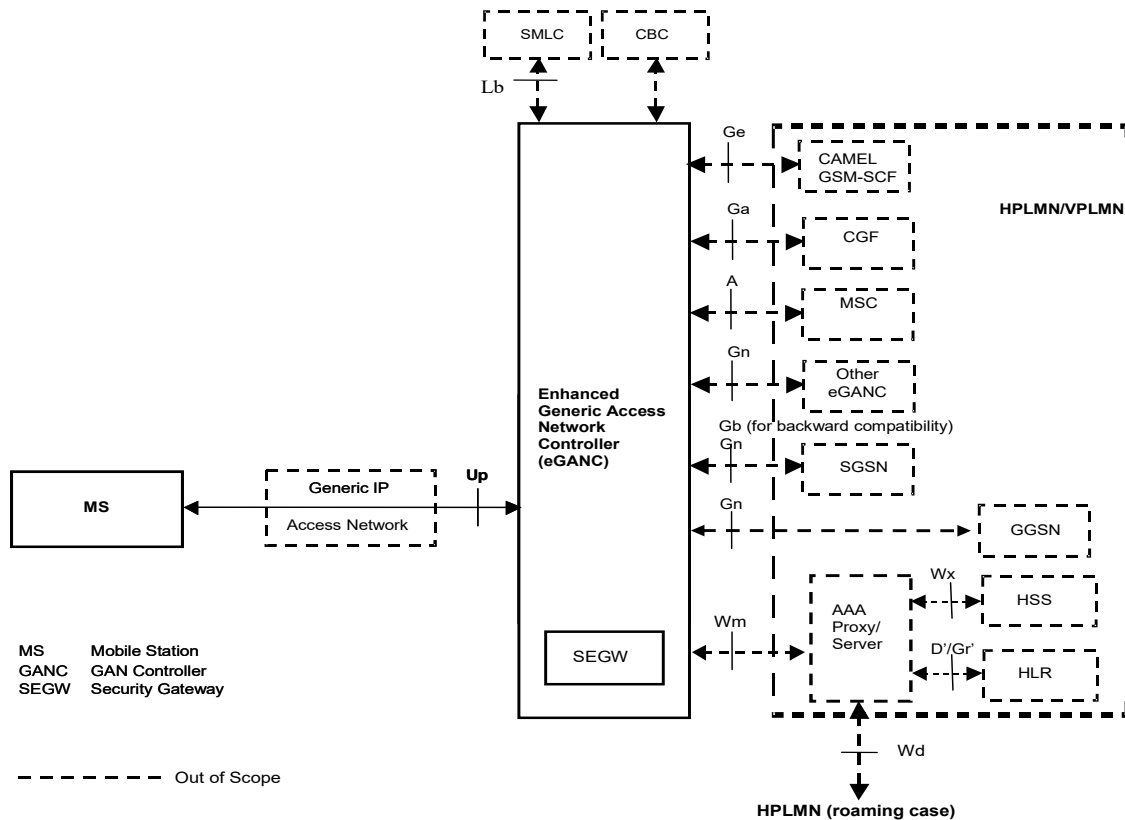 SMLC
CBC
Lb
Ge
CAMEL
GSM-SCF
HPLMN/VPLMN
Ga
CGF
A
MSC
Gn
Other
eGANC
Enhanced
Generic Access
Network
Controller
(eGANC)
Gb (for backward compatibility)
Gn
SGSN
MS
Generic IP
Access Network
Up
Gn
GGSN
Wx
HSS
AAA
Proxy/
Server
Wm
SEGW
D'/Gr'
HLR
MS Mobile Station
GANC GAN Controller
SEGW Security Gateway
Wd
Out of Scope
HPLMN (roaming case)